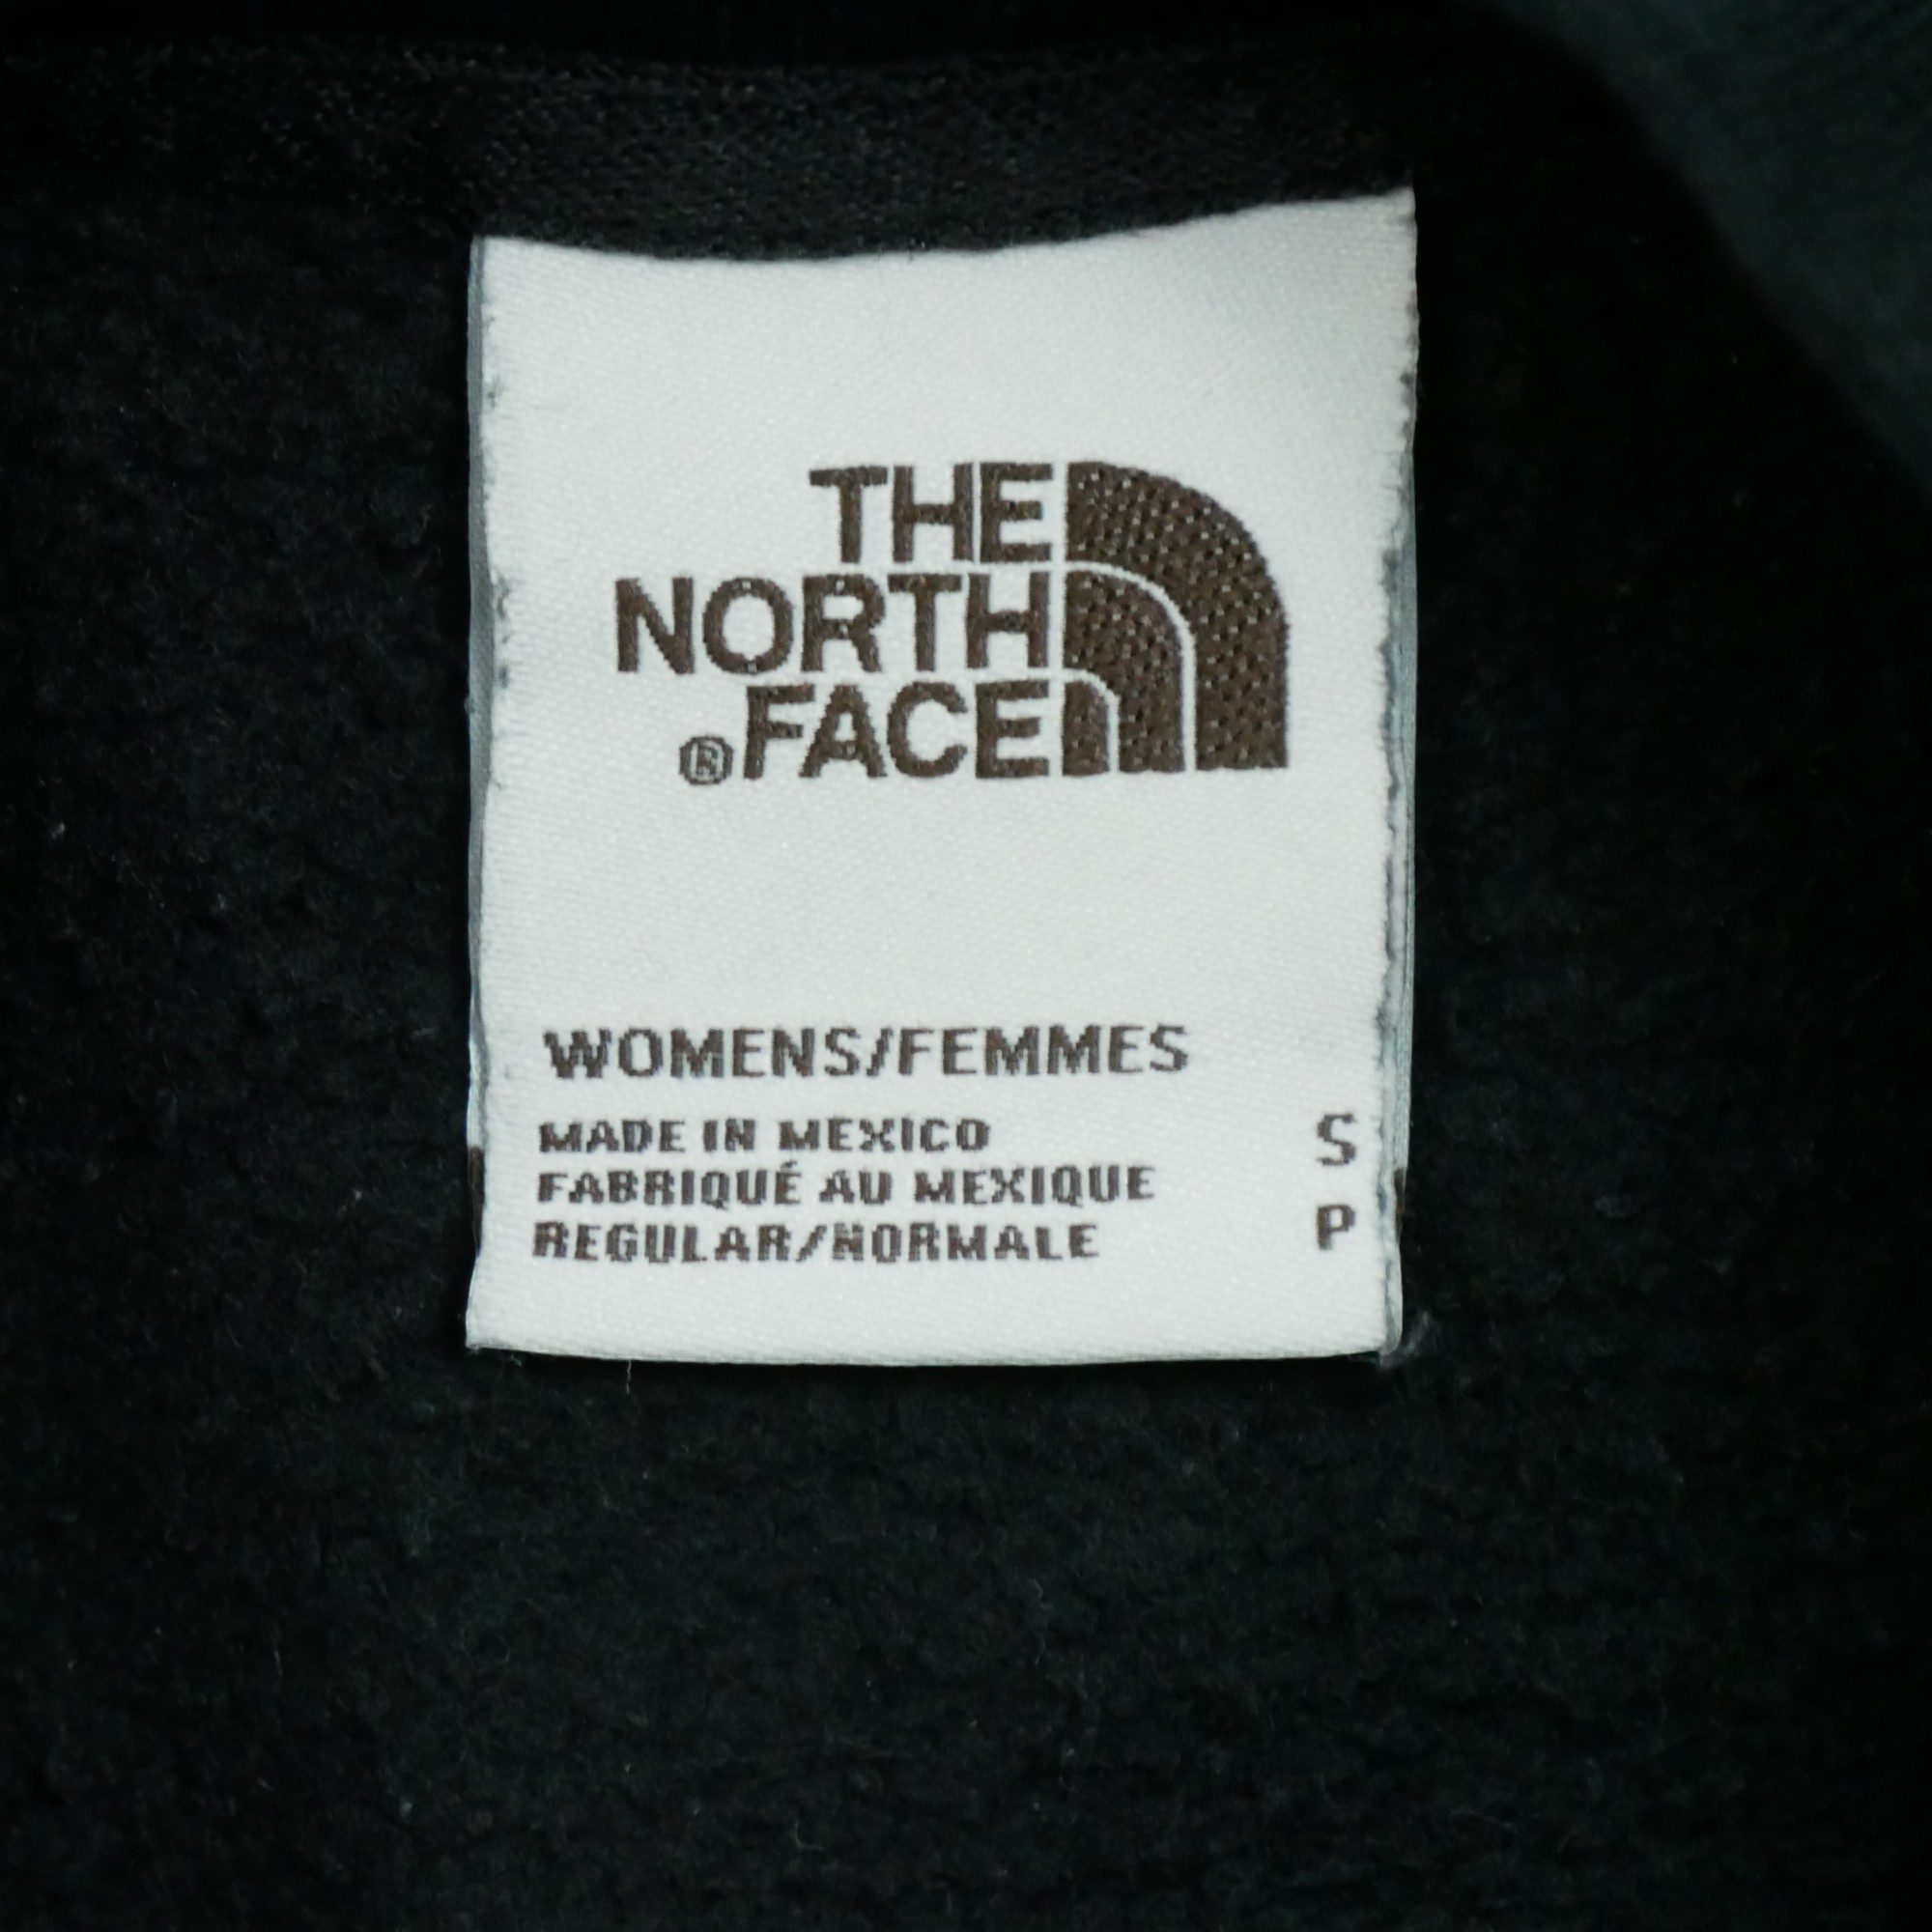 THE
NORTH
®FACE
WOMENS/FEMMES
MADE IN MEXICO S
FABRIQUÉ AU MEXIQUE
REGULAR/NORMALE P